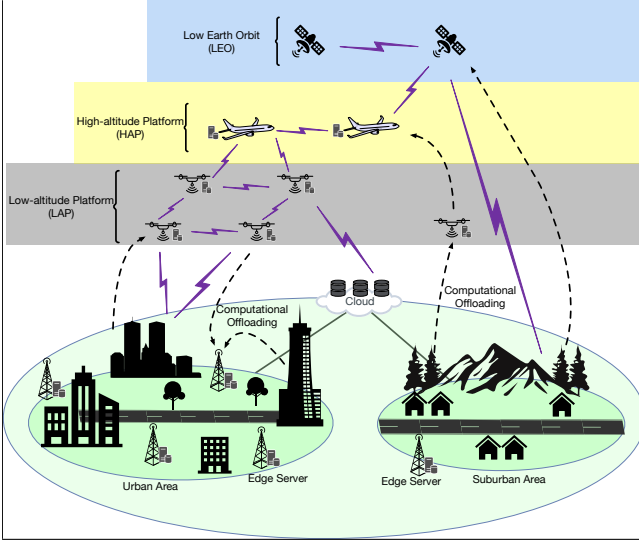 Low Earth Orbit
(LEO)
High-altitude Platform
(HAP)
Low-altitude Platform
(LAP)
Cloud
Computational
Offloading
Computational
Offloading
Urban Area
Edge Server
Edge Server
Suburban Area